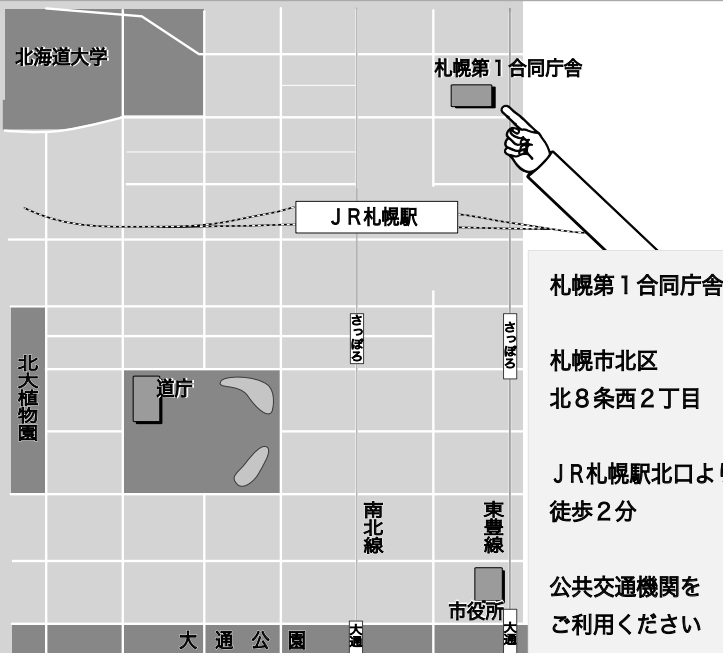 北海道大学
札幌第１合同庁舎
ＪＲ札幌駅
さっぽろ
さっぽろ
札幌第１合同庁舎
札幌市北区
北８条西２丁目
ＪＲ札幌駅北口より
徒歩２分
公共交通機関を
ご利用ください
北大植物園
道庁
南北線
東豊線
市役所
大通公園
大通
大通